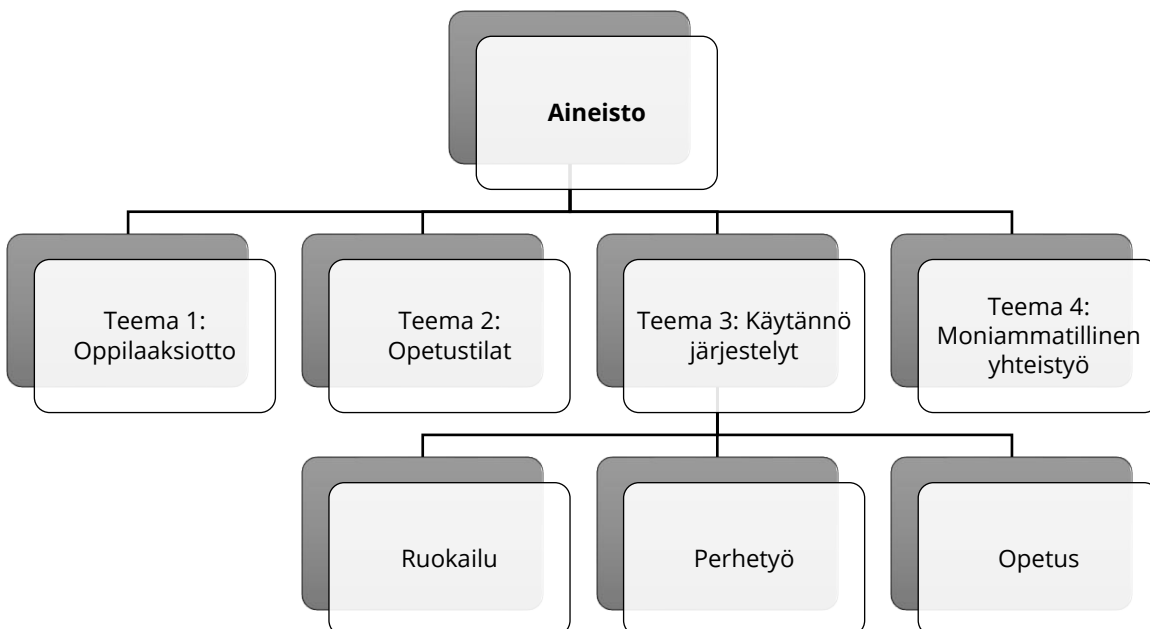 Aineisto
Teema 1:
Oppilaaksiotto
Teema 2:
Opetustilat
Teema 3: Käytännö
järjestelyt
Teema 4:
Moniammatillinen
yhteistyö
Ruokailu
Perhetyö
Opetus